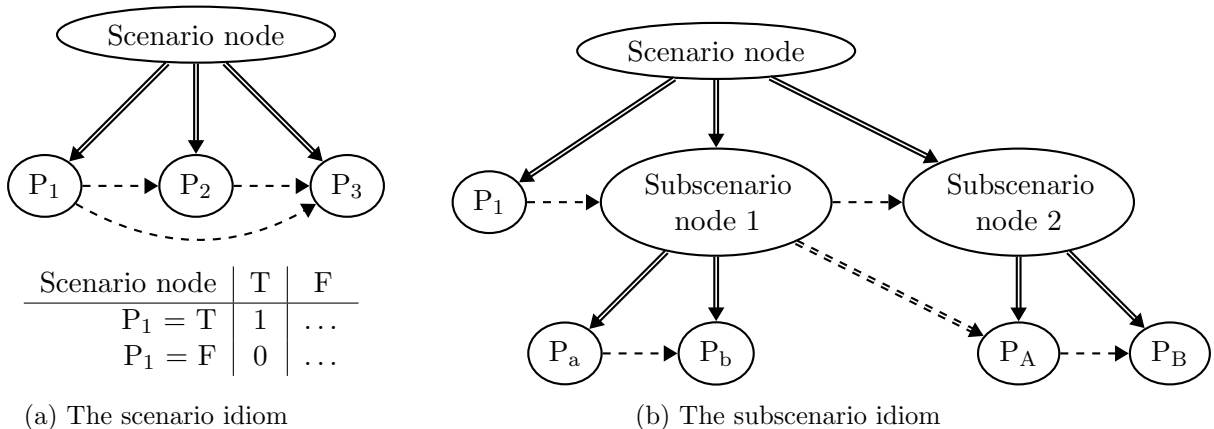 Scenario node
P1 P2 P3
Scenario node T F
P1 = T 1 ...
P1 = F 0 ...
(a) The scenario idiom
Scenario node
P1
Subscenario
node 1
Subscenario
node 2
Pa Pb PA PB
(b) The subscenario idiom